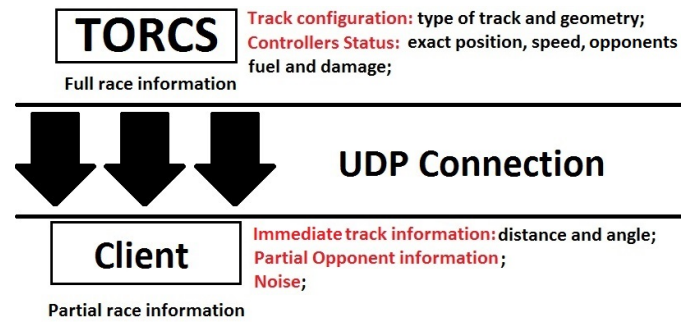 TORCS
Track configuration: type of track and geometry;
Controllers Status: exact position, speed, opponents
fuel and damage;
Full race information
UDP Connection
Client
Immediate track information: distance and angle;
Partial Opponent information;
Noise;
Partial race information